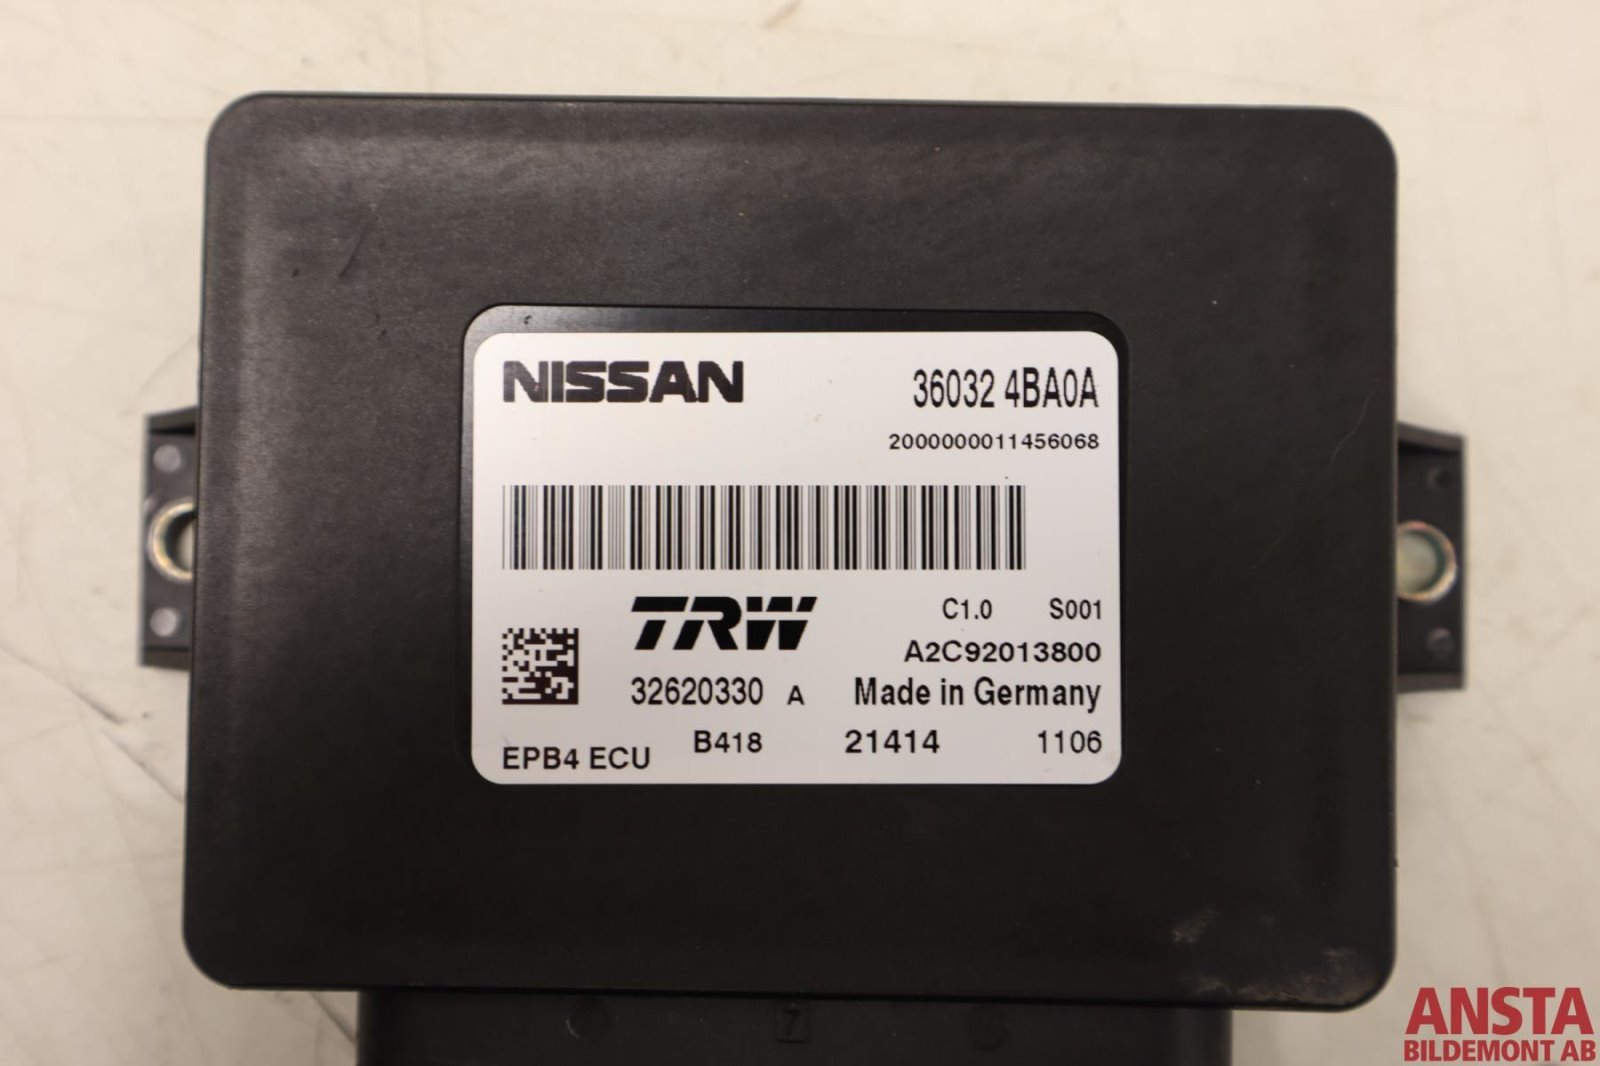 NISSAN
36032 4BA0A
2000000011456068
TRW
C1.0 S001
A2C92013800
32620330 A Made in Germany
EPB4 ECU B418 21414 1106
7
ANSTA
BILDEMONT AB